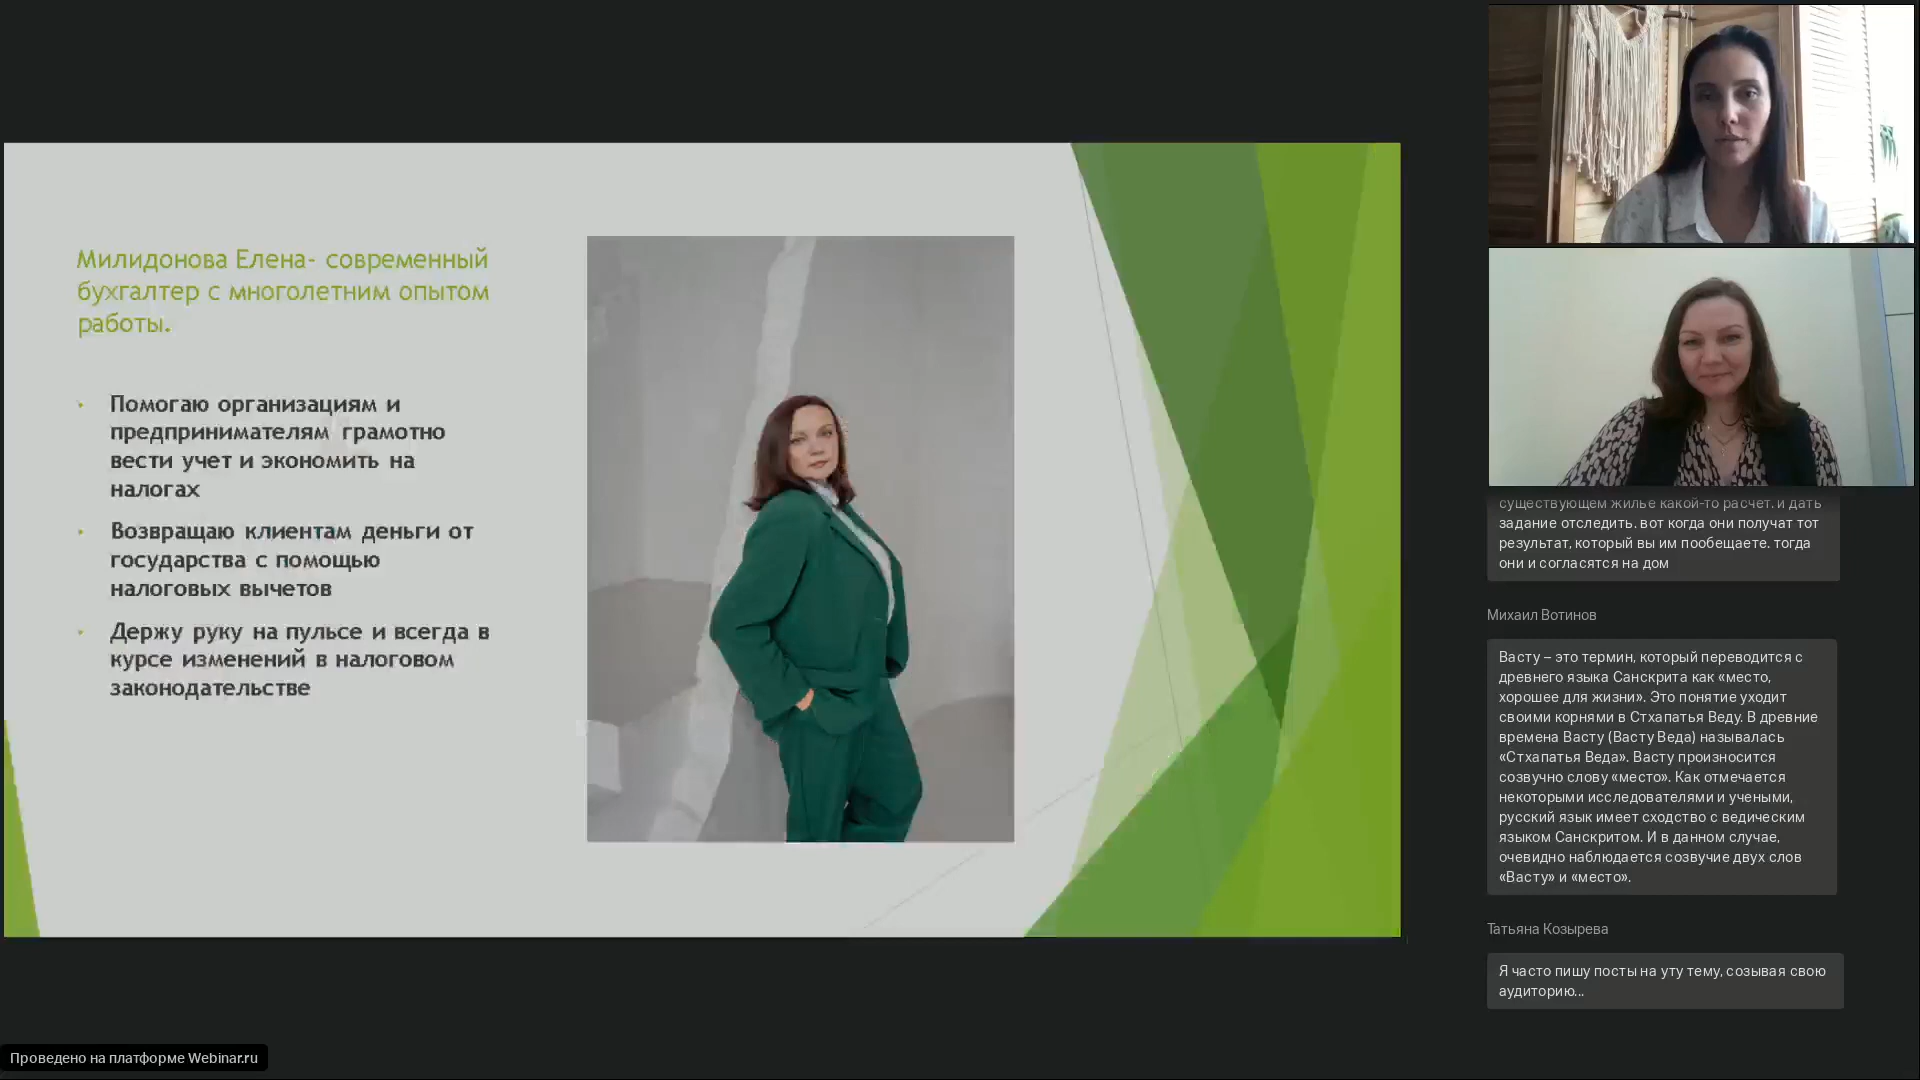 Милидонова Елена- современный
бухгалтер с многолетним опытом
работы.
Помогаю организациям и
предпринимателям грамотно
вести учет и экономить на
налогах
Возвращаю клиентам деньги от
государства с помощью
налоговых вычетов
Держу руку на пульсе и всегда в
курсе изменений в налоговом
законодательстве
существующем жилье какой-то расчет. и дать
задание отследить. вот когда они получат тот
результат, который вы им пообещаете. тогда
они и согласятся на дом
Михаил Вотинов
Васту – это термин, который переводится с
древнего языка Санскрита как «место,
хорошее для жизни». Это понятие уходит
своими корнями в Стхапатья Веду. В древние
времена Васту (Васту Веда) называлась
«Стхапатья Веда». Васту произносится
созвучно слову «место». Как отмечается
некоторыми исследователями и учеными,
русский язык имеет сходство с ведическим
языком Санскритом. И в данном случае,
очевидно наблюдается созвучие двух слов
«Васту» и «место».
Татьяна Козырева
Я часто пишу посты на уту тему, созывая свою
аудиторию...
Проведено на платформе Webinar.ru